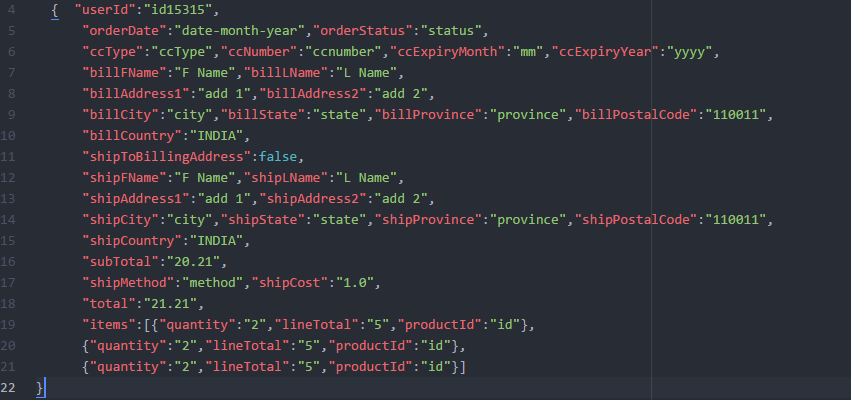 4 { "userId":"id15315",
5 "orderDate":"date-month-year","orderStatus":"status",
6 "ccType":"ccType","ccNumber":"ccnumber","ccExpiryMonth":"mm","ccExpiryYear":"yyyy",
7 "billFName":"F Name","billLName":"L Name",
8 "billAddress1":"add 1","billAddress2":"add 2",
9 "billCity":"city","billState":"state","billProvince":"province","billPostalCode":"110011",
10 "billCountry":"INDIA",
11 "shipToBillingAddress":false,
12 "shipFName":"F Name","shipLName":"L Name",
13 "shipAddress1":"add 1","shipAddress2":"add 2",
14 "shipCity":"city","shipState":"state","shipProvince":"province","shipPostalCode":"110011",
15 "shipCountry":"INDIA",
16 "subTotal":"20.21",
17 "shipMethod":"method","shipCost":"1.0",
18 "total":"21.21",
19 "items":[{"quantity":"2","lineTotal":"5","productId":"id"},
20 {"quantity":"2","lineTotal":"5","productId":"id"},
21 {"quantity":"2","lineTotal":"5","productId":"id"}]
22 }